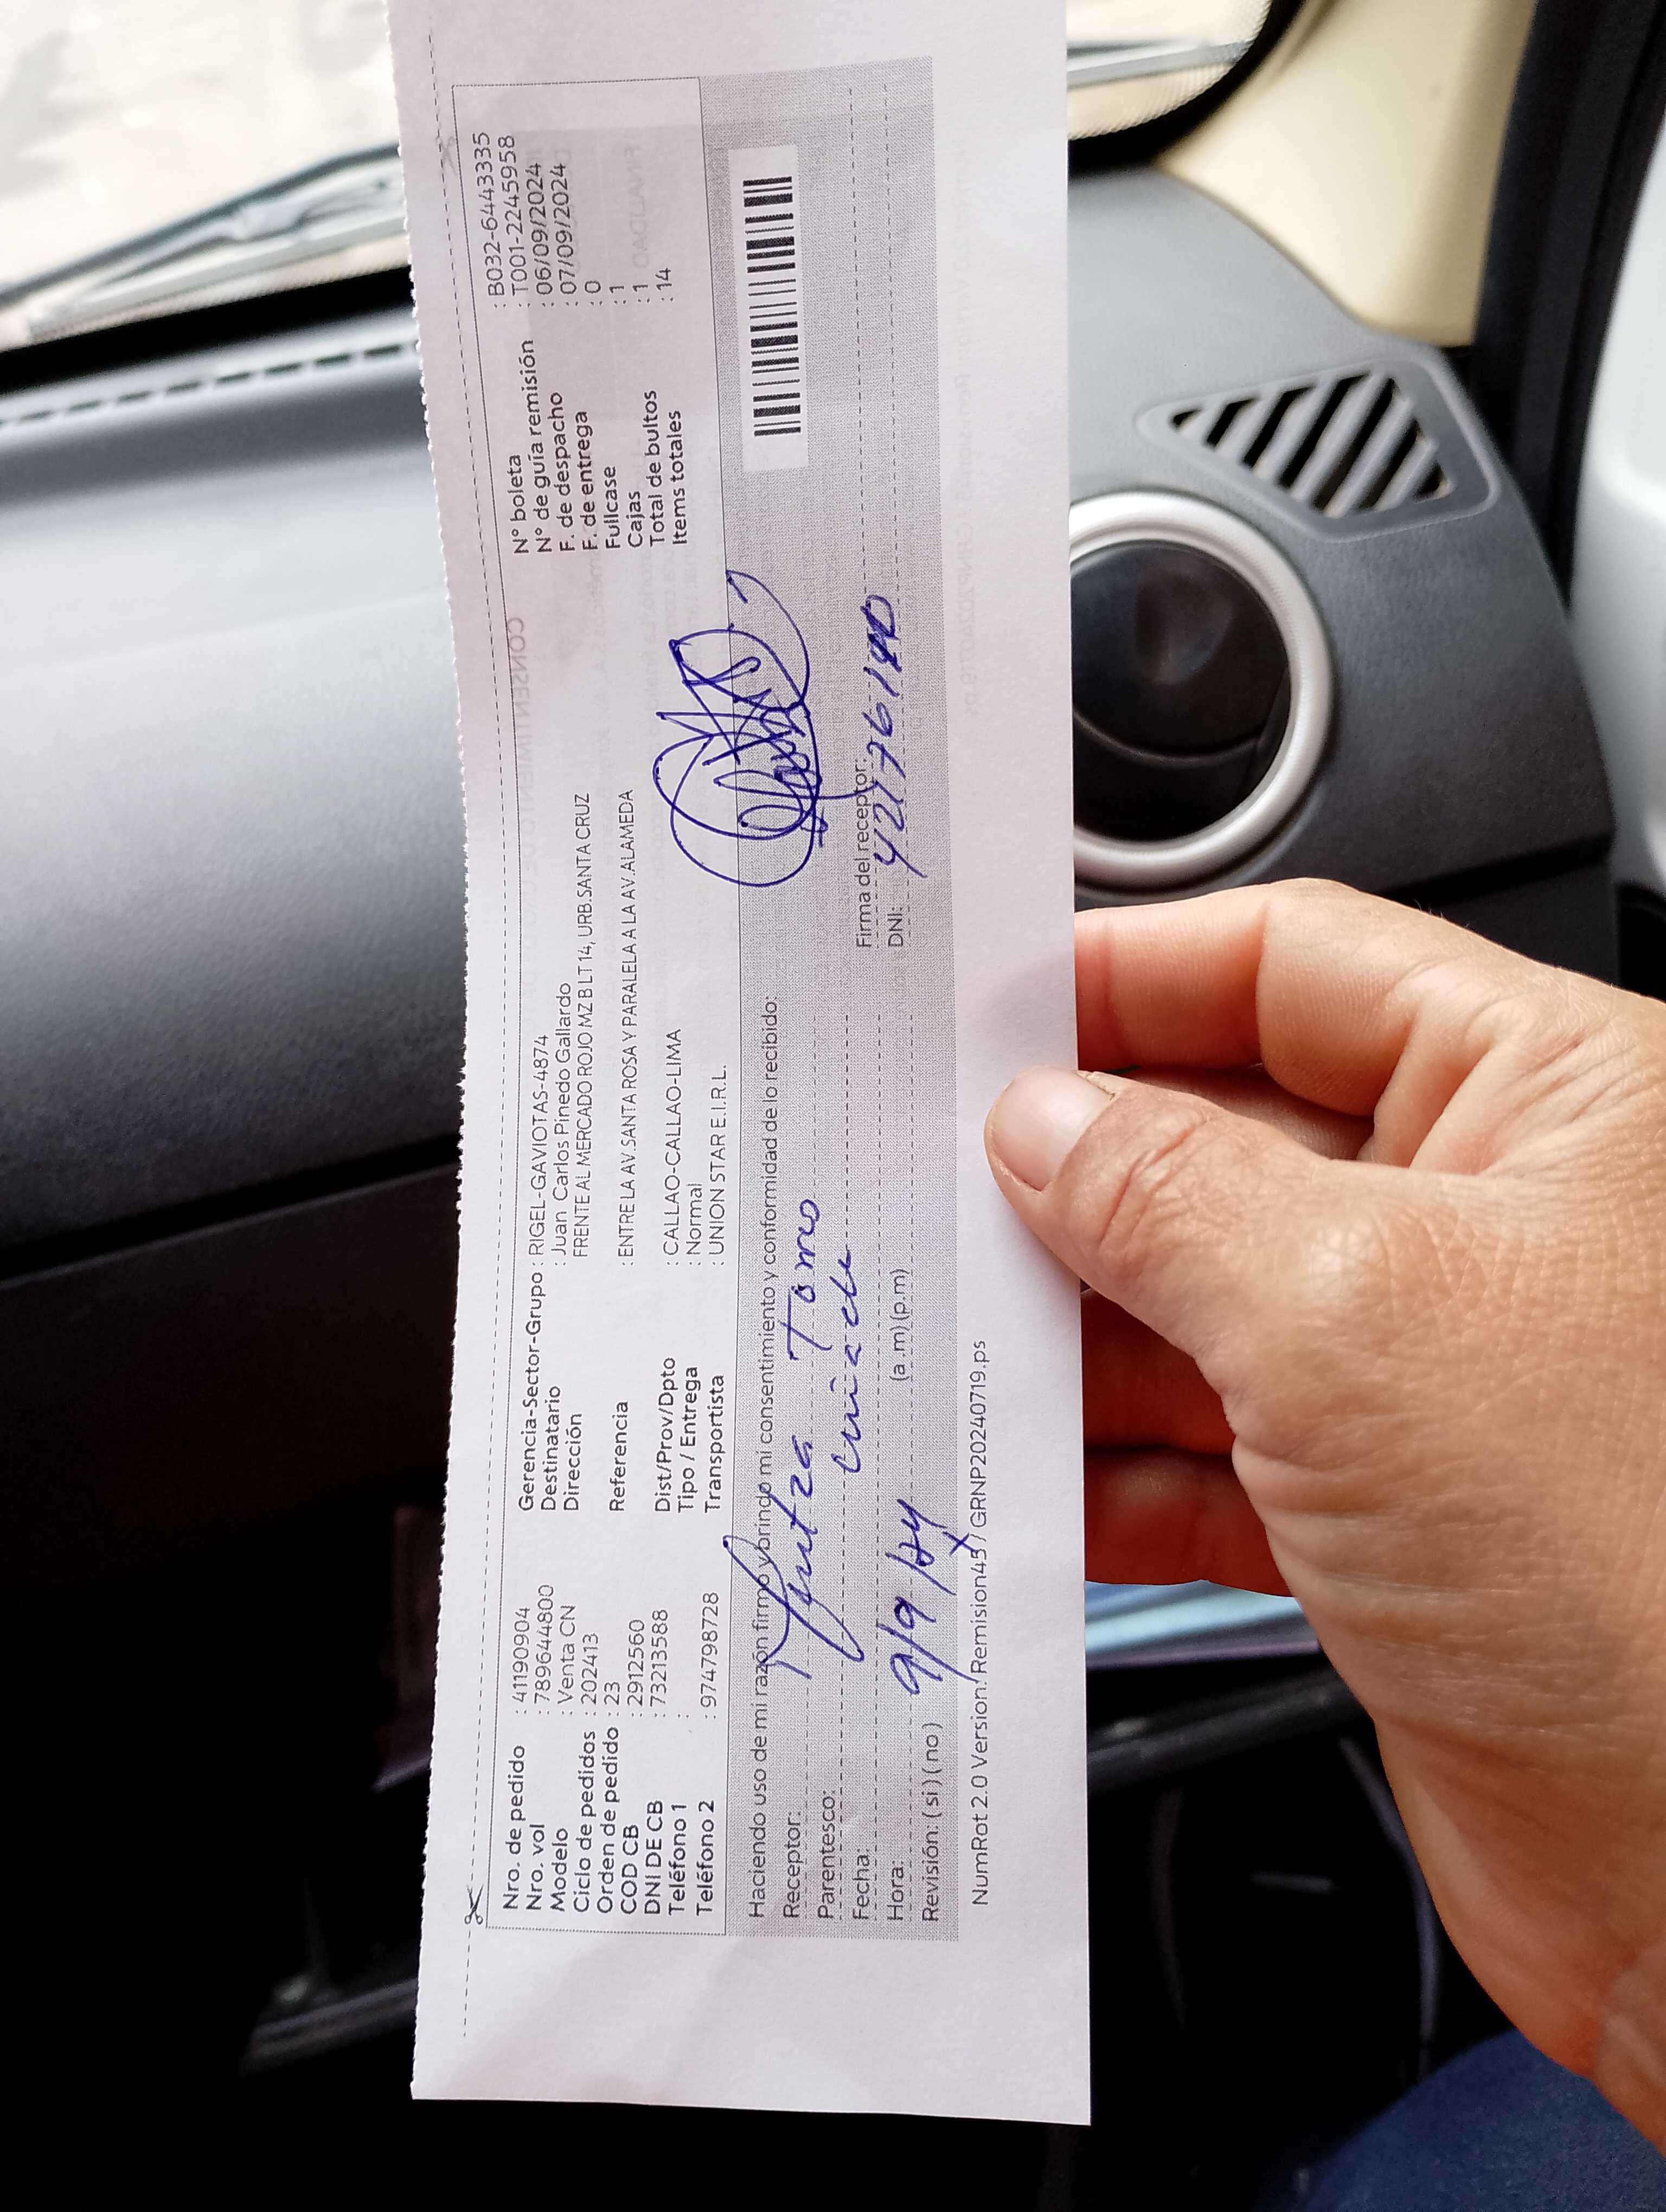 Nro. de pedido : 41190904
Nro. vol : 7896448​00
Modelo : Venta CN
Ciclo de pedidos : 202413
Orden de pedido : 23
COD CB : 2912560
DNI DE CB : 73213588
Teléfono 1 :
Teléfono 2 : 974798728
Gerencia-Sector-Grupo : RIGEL-GAVIOTAS-4874
Destinatario : Juan Carlos Pinedo Gallardo
Dirección FRENTE AL MERCADO ROJO MZ B LT 14, URB.SANTA CRUZ
Referencia : ENTRE LA AV.SANTA ROSA Y PARALELA A LA AV.ALAMEDA
Dist/Prov/Dpto : CALLAO-CALLAO-LIMA
Tipo / Entrega : Normal
Transportista : UNION STAR E.I.R.L.
N° boleta : B032-6443335
N° de guía remisión : T001-2245958
F. de despacho : 06/09/2024
F. de entrega : 07/09/2024
Fullcase : 0
Cajas : 1
Total de bultos : 1
Items totales : 14
Haciendo uso de mi razón firmo y brindo mi consentimiento y conformidad de lo recibido:
Receptor:
Parentesco:
Fecha: 9/9/24
Hora: (a.m) (p.m)
Revisión: ( si ) ( no )
Firma del receptor:
DNI:
NumRot 2.0 Version: Remision45 / GRNP20240719.ps